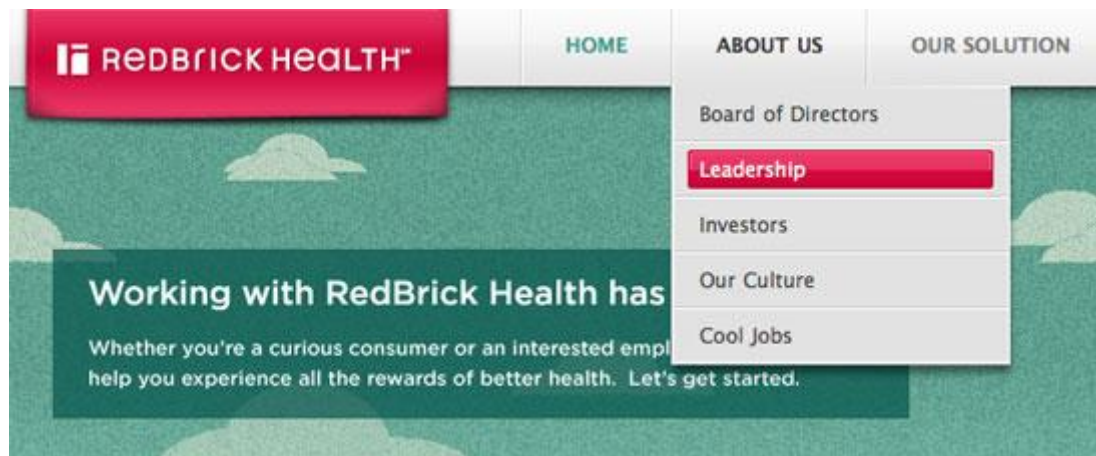 REDBRICK HEALTH℠
HOME
ABOUT US
OUR SOLUTION
Board of Directors
Leadership
Investors
Our Culture
Cool Jobs
Working with RedBrick Health has
Whether you're a curious consumer or an interested empl
help you experience all the rewards of better health. Let's get started.